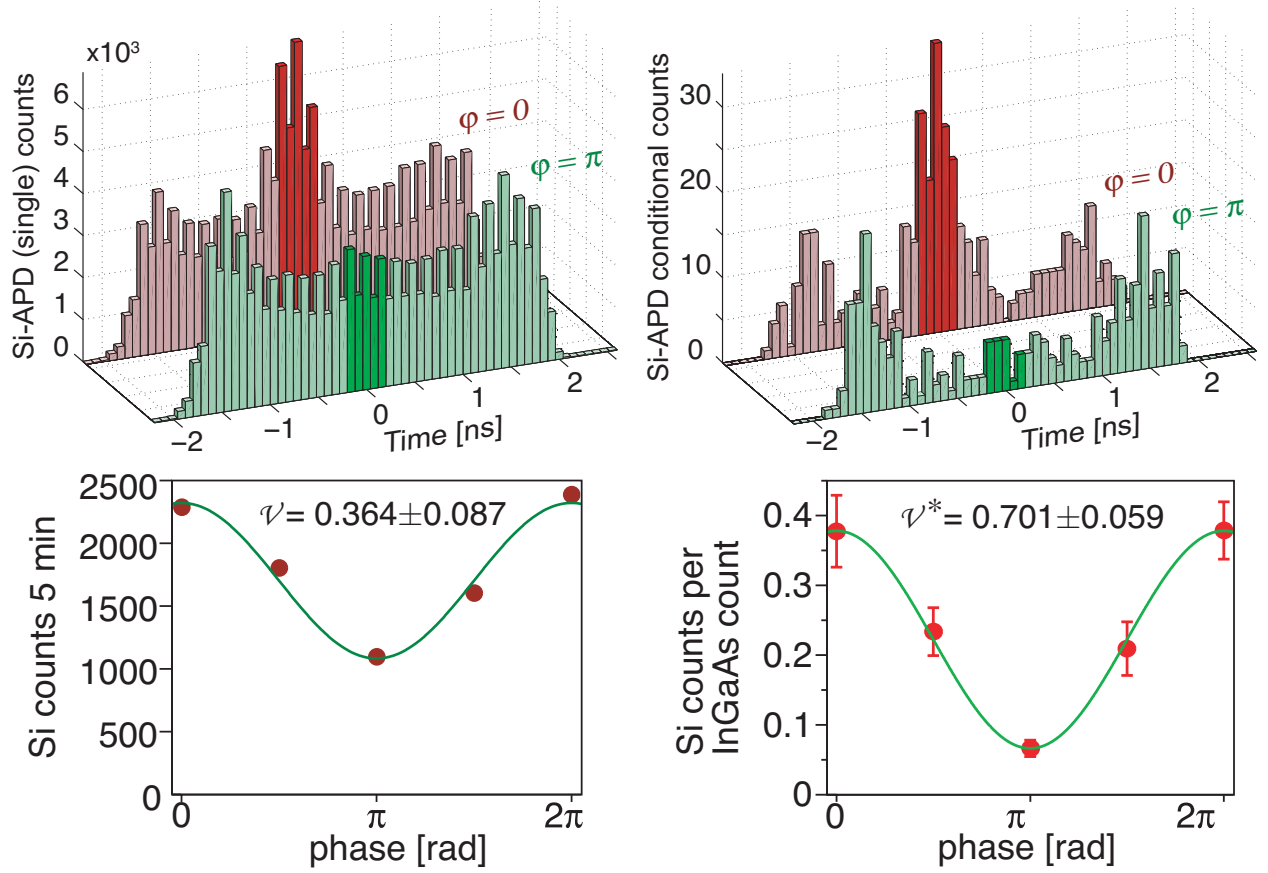 x10³
Si-APD (single) counts
6
5
4
3
2
1
0
φ = 0
φ = π
−2
−1
0
1
2
Time [ns]
Si-APD conditional counts
30
20
10
0
φ = 0
φ = π
−2
−1
0
1
2
Time [ns]
Si counts 5 min
2500
2000
1500
1000
500
0
𝒱= 0.364±0.087
0
π
2π
phase [rad]
Si counts per
InGaAs count
0.4
0.3
0.2
0.1
0
𝒱*= 0.701±0.059
0
π
2π
phase [rad]